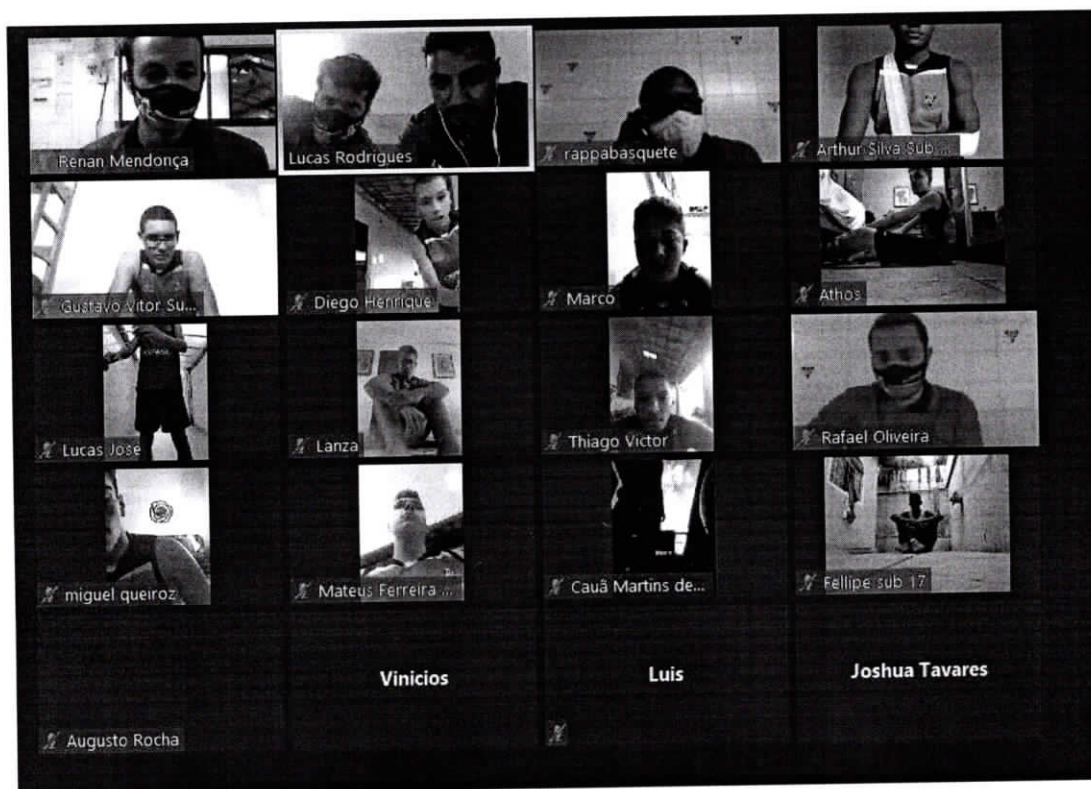 Renan Mendonça
Lucas Rodrigues
rappabasquete
Arthur Silva Sub ...
Gustavo Vitor Su...
Diego Henrique
Marco
Athos
Lucas José
Lanza
Thiago Victor
Rafael Oliveira
miguel queiroz
Mateus Ferreira ...
Cauã Martins de...
Fellipe sub 17
Augusto Rocha
Vinicios
Luis
Joshua Tavares